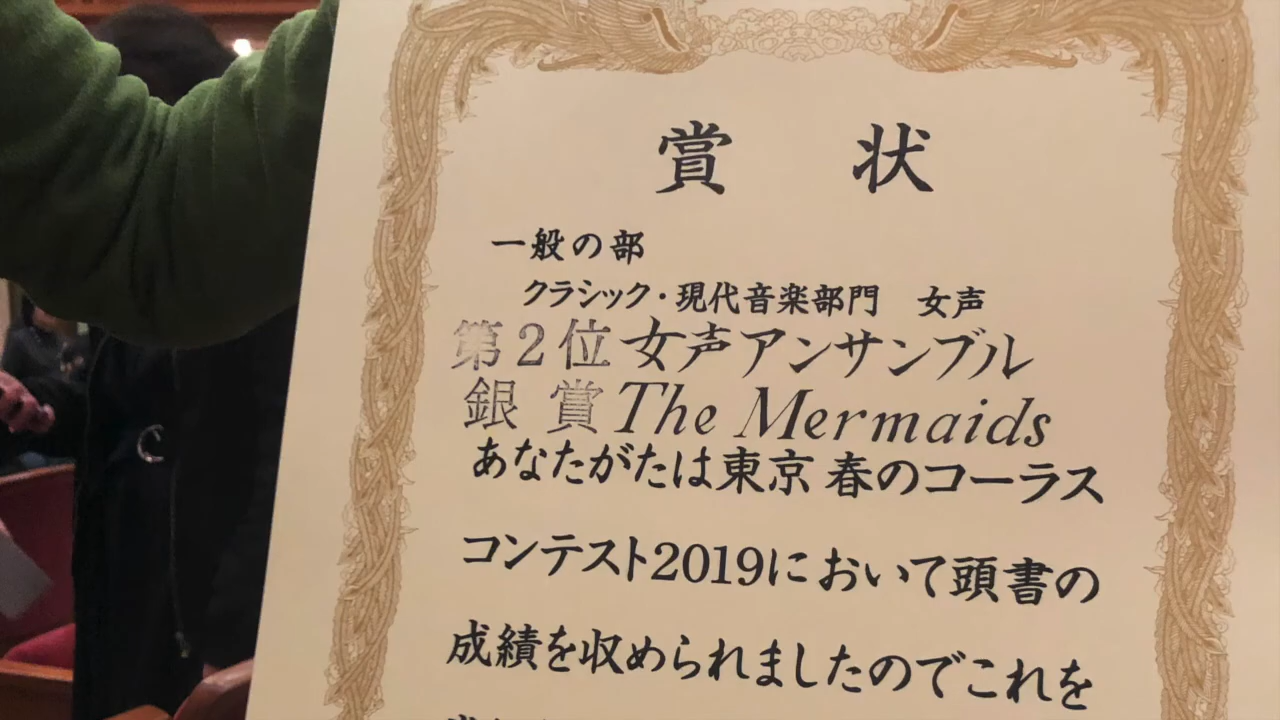 賞 状
一般の部
クラシック・現代音楽部門 女声
第2位 女声アンサンブル
銀賞 The Mermaids
あなたがたは東京 春のコーラス
コンテスト2019において頭書の
成績を収められましたのでこれを